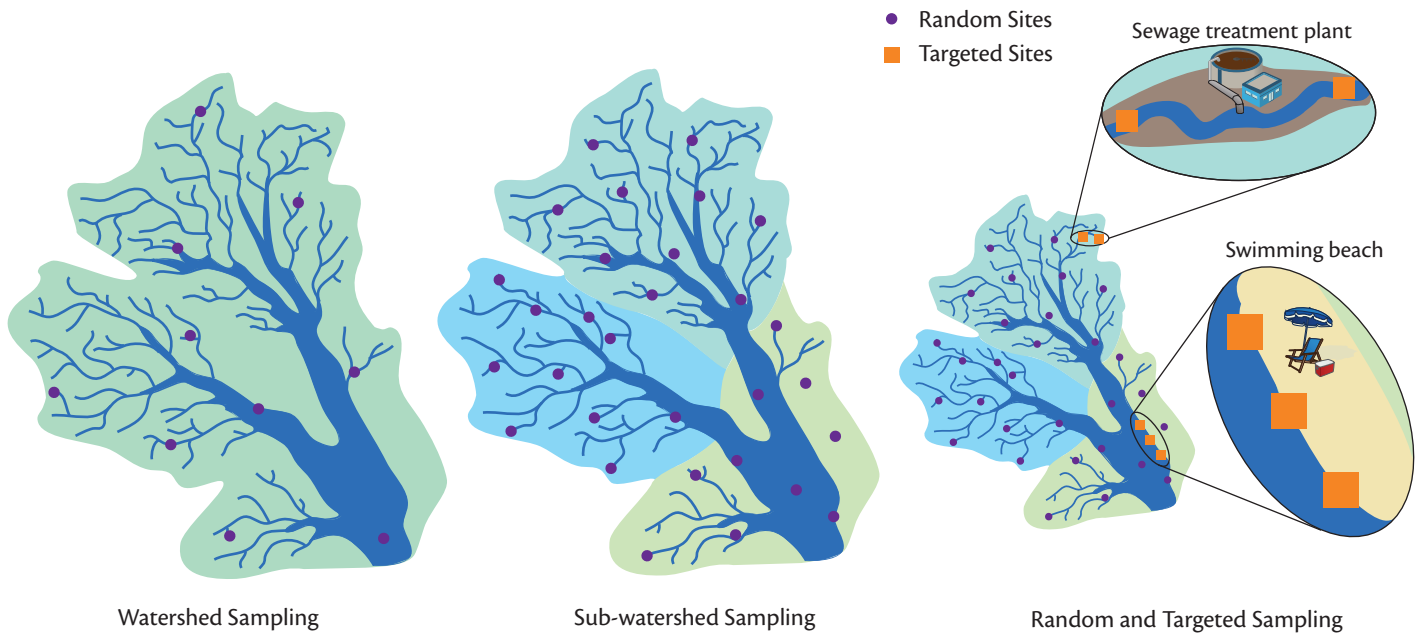 Random Sites
Targeted Sites
Sewage treatment plant
Swimming beach
Watershed Sampling
Sub-watershed Sampling
Random and Targeted Sampling